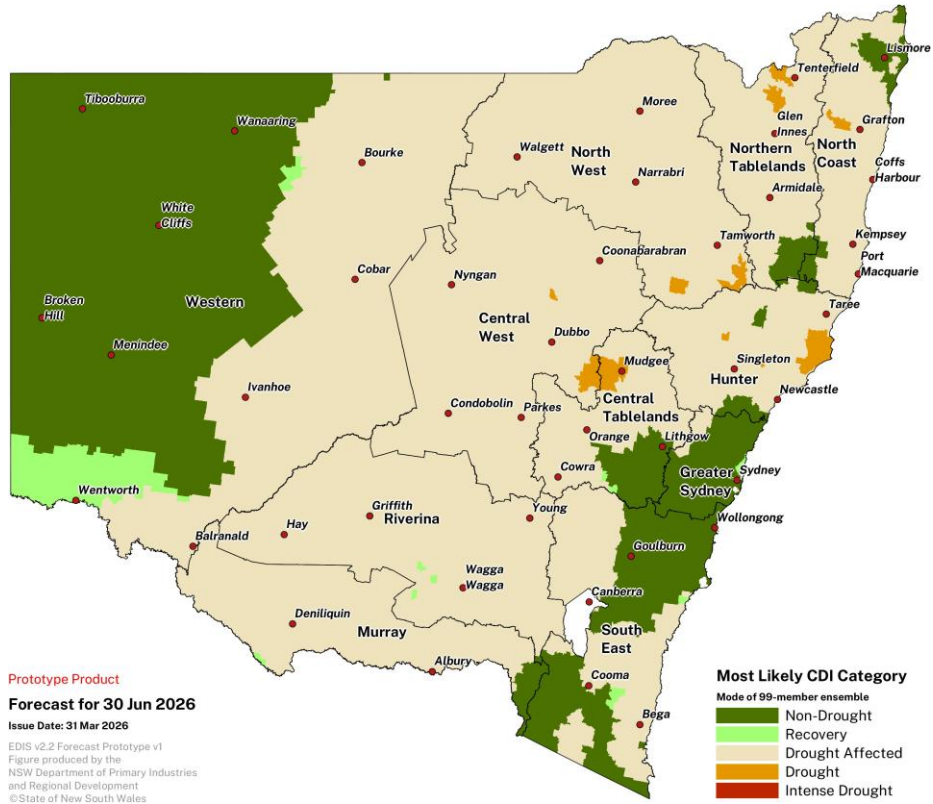 Lismore
Tenterfield
Tibooburra
Moree
Wanaaring
Glen
Innes
Grafton
Northern
Tablelands
North
Coast
Walgett
North
West
Bourke
Narrabri
Coffs
Harbour
Armidale
White
Cliffs
Tamworth
Kempsey
Coonabarabran
Port
Macquarie
Cobar
Nyngan
Broken
Hill
Western
Taree
Central
West
Dubbo
Menindee
Mudgee
Singleton
Hunter
Ivanhoe
Newcastle
Central
Tablelands
Condobolin
Parkes
Orange
Lithgow
Cowra
Greater
Sydney
Sydney
Wentworth
Griffith
Riverina
Young
Wollongong
Hay
Balranald
Goulburn
Wagga
Wagga
Canberra
Deniliquin
Murray
South
East
Albury
Cooma
Bega
Prototype Product
Forecast for 30 Jun 2026
Issue Date: 31 Mar 2026
EDIS v2.2 Forecast Prototype v1
Figure produced by the
NSW Department of Primary Industries
and Regional Development
©State of New South Wales
Most Likely CDI Category
Mode of 99-member ensemble
Non-Drought
Recovery
Drought Affected
Drought
Intense Drought